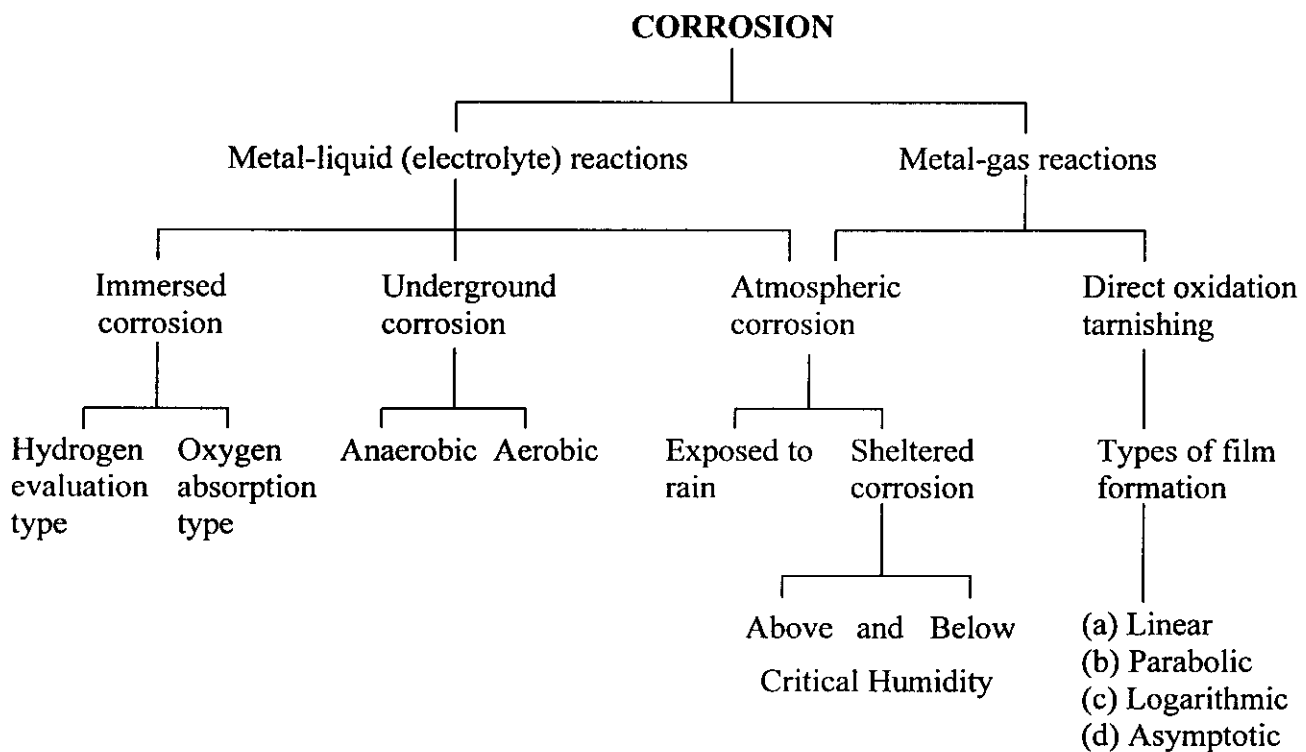 CORROSION
Metal-liquid (electrolyte) reactions
Metal-gas reactions
Immersed
corrosion
Underground
corrosion
Atmospheric
corrosion
Direct oxidation
tarnishing
Hydrogen
evaluation
type
Oxygen
absorption
type
Anaerobic
Aerobic
Exposed to
rain
Sheltered
corrosion
Types of film
formation
Above and Below
Critical Humidity
(a) Linear
(b) Parabolic
(c) Logarithmic
(d) Asymptotic